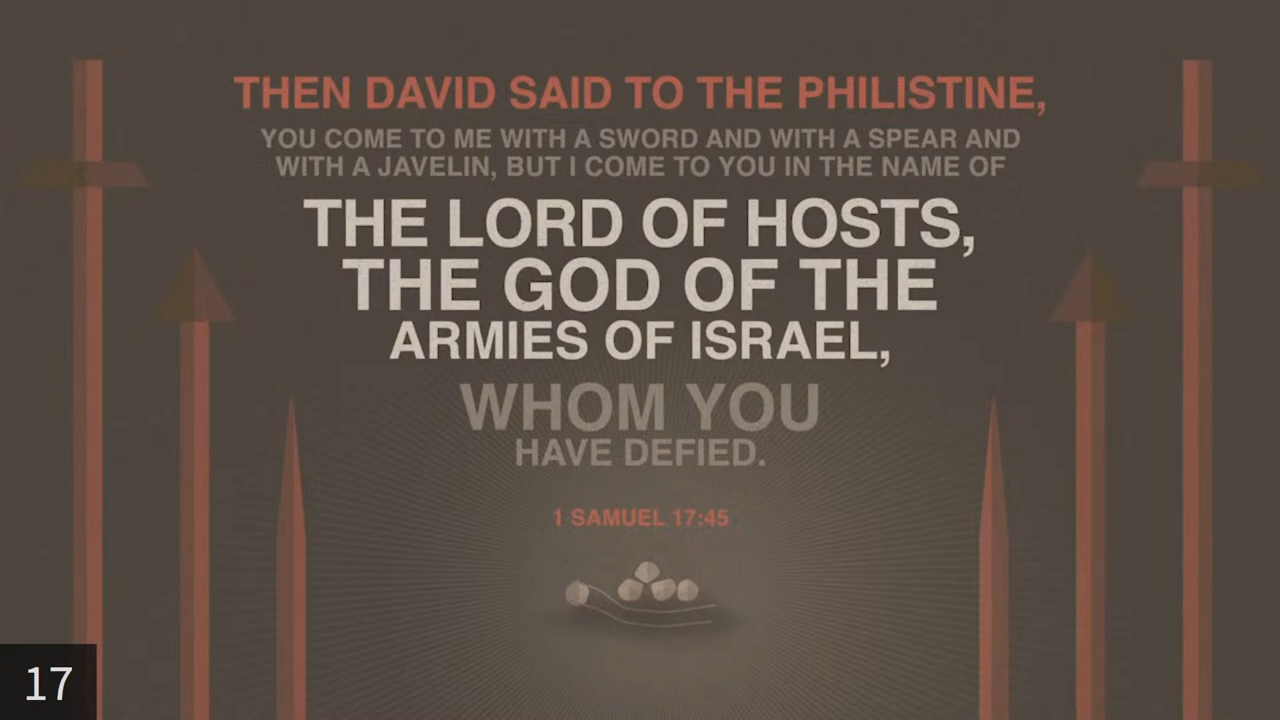 THEN DAVID SAID TO THE PHILISTINE,
YOU COME TO ME WITH A SWORD AND WITH A SPEAR AND
WITH A JAVELIN, BUT I COME TO YOU IN THE NAME OF
THE LORD OF HOSTS,
THE GOD OF THE
ARMIES OF ISRAEL,
WHOM YOU
HAVE DEFIED.
1 SAMUEL 17:45
17